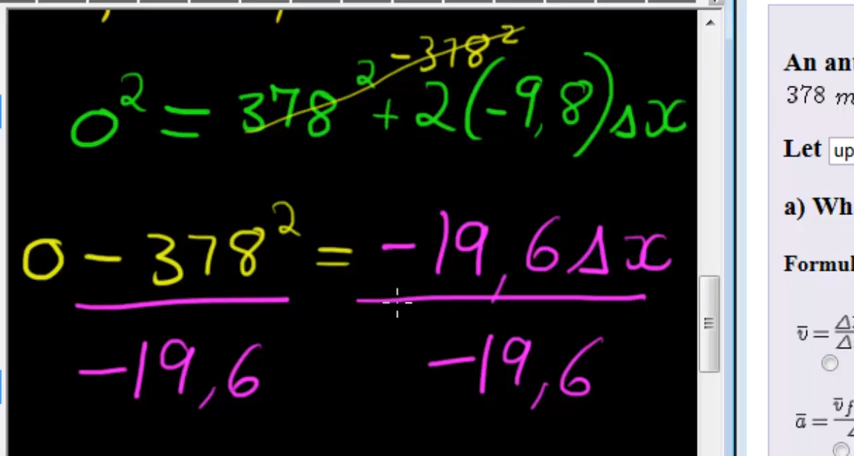 -378²
0² = 378² + 2(-9,8)Δx
0 - 378² = -19,6Δx
-19,6 -19,6
An an
378 m
Let up
a) Wh
Formul
v̄ = Δ
Δ
ā = v̄f